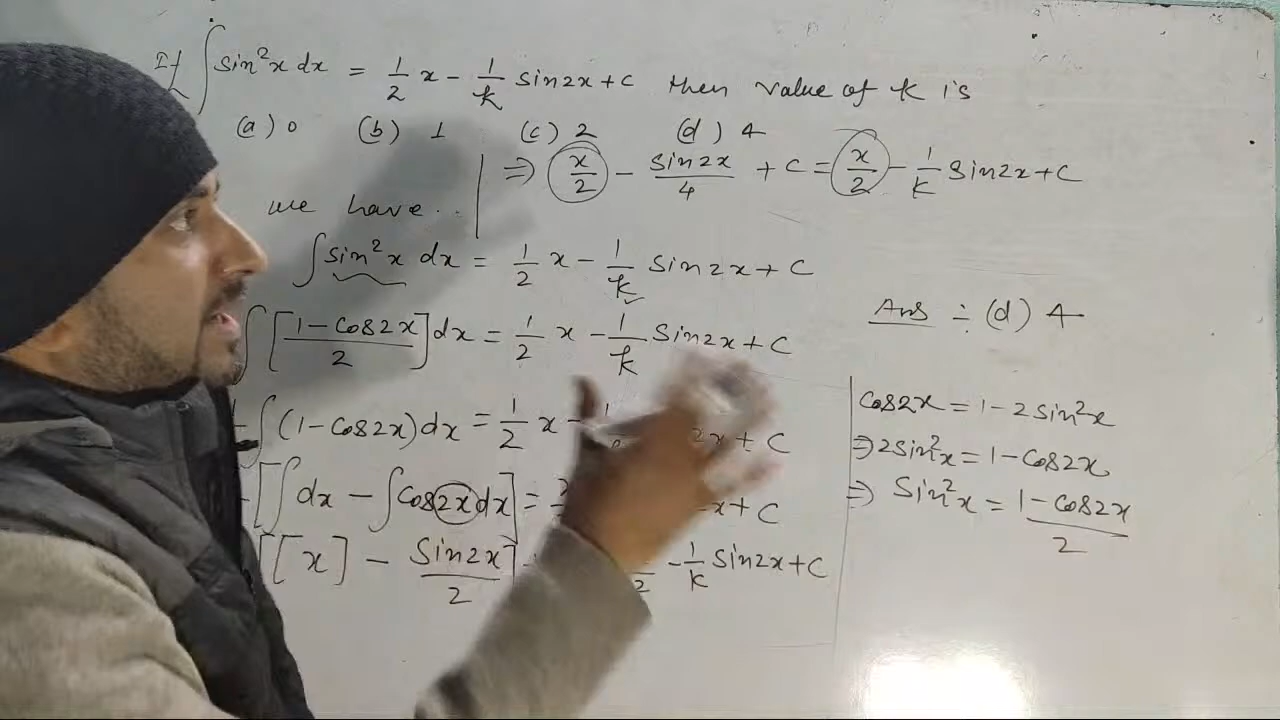 If ∫ sin²x dx = 1/2 x - 1/k sin2x + c then value of k is
(a) 0 (b) 1 (c) 2 (d) 4
⇒ x/2 - sin2x/4 + c = x/2 - 1/k sin2x + c
we have..
∫ sin²x dx = 1/2 x - 1/k sin2x + c
∫ [1-cos2x/2] dx = 1/2 x - 1/k sin2x + c
∫ (1-cos2x) dx = 1/2 x - 2x + c
[∫ dx - ∫ cos2x dx] = x + c
[[x] - sin2x/2] 2 - 1/k sin2x + c
Ans ÷ (d) 4
cos2x = 1 - 2sin²x
⇒ 2sin²x = 1 - cos2x
⇒ sin²x = 1-cos2x/2